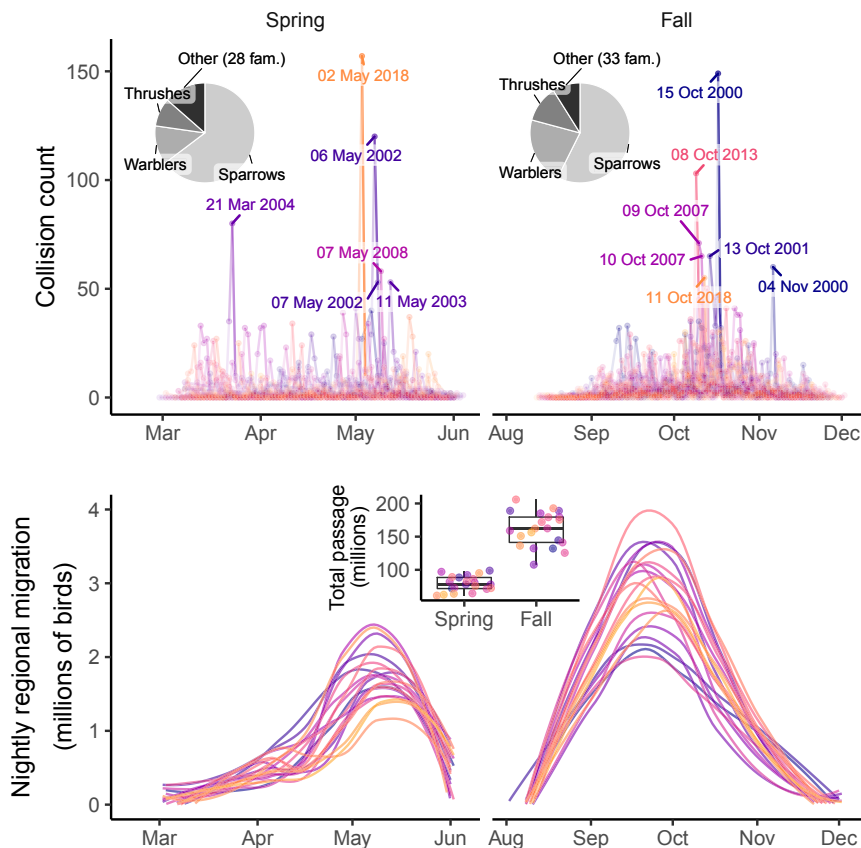 Spring
Fall
Collision count
150
100
50
0
Other (28 fam.)
Thrushes
Warblers
Sparrows
02 May 2018
06 May 2002
21 Mar 2004
07 May 2008
07 May 2002
11 May 2003
Mar
Apr
May
Jun
Other (33 fam.)
Thrushes
Warblers
Sparrows
15 Oct 2000
08 Oct 2013
09 Oct 2007
10 Oct 2007
13 Oct 2001
11 Oct 2018
04 Nov 2000
Aug
Sep
Oct
Nov
Dec
Nightly regional migration
(millions of birds)
4
3
2
1
0
Total passage
(millions)
200
150
100
Spring
Fall
Mar
Apr
May
Jun
Aug
Sep
Oct
Nov
Dec